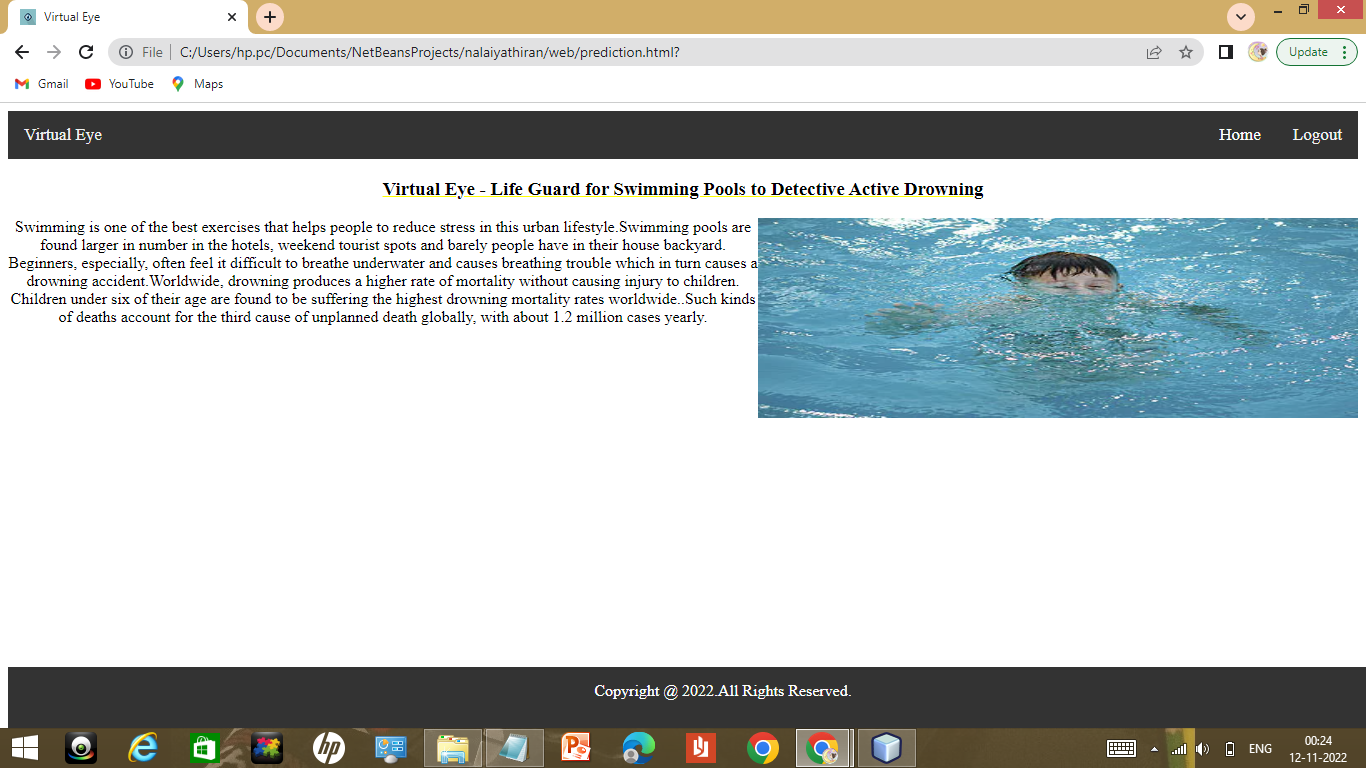 Virtual Eye
File
C:/Users/hp.pc/Documents/NetBeansProjects/nalaiyathiran/web/prediction.html?
Update
Gmail
YouTube
Maps
Virtual Eye
Home
Logout
Virtual Eye - Life Guard for Swimming Pools to Detective Active Drowning
Swimming is one of the best exercises that helps people to reduce stress in this urban lifestyle.Swimming pools are
found larger in number in the hotels, weekend tourist spots and barely people have in their house backyard.
Beginners, especially, often feel it difficult to breathe underwater and causes breathing trouble which in turn causes a
drowning accident.Worldwide, drowning produces a higher rate of mortality without causing injury to children.
Children under six of their age are found to be suffering the highest drowning mortality rates worldwide..Such kinds
of deaths account for the third cause of unplanned death globally, with about 1.2 million cases yearly.
Copyright @ 2022.All Rights Reserved.
hp
ENG
00:24
12-11-2022